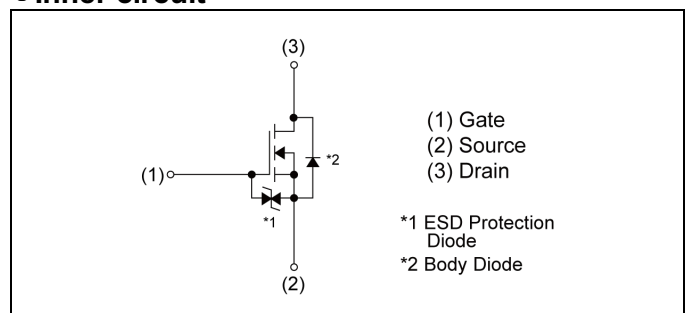 Inner circuit
(3)
(1)
*2
*1
(2)
(1) Gate
(2) Source
(3) Drain
*1 ESD Protection
Diode
*2 Body Diode